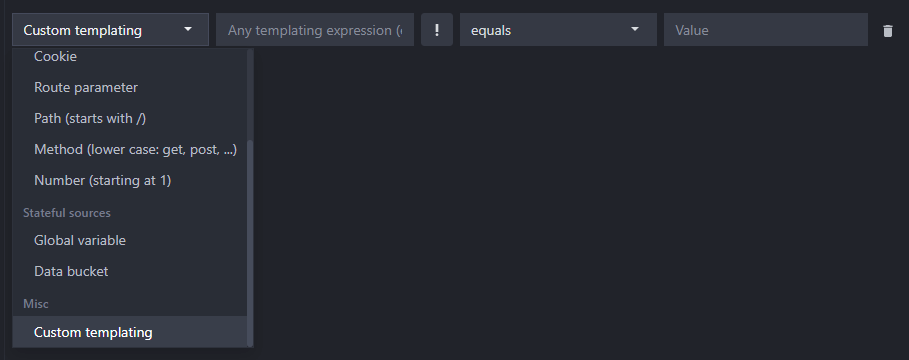 Custom templating
Any templating expression (
!
equals
Value
Cookie
Route parameter
Path (starts with /)
Method (lower case: get, post, ...)
Number (starting at 1)
Stateful sources
Global variable
Data bucket
Misc
Custom templating